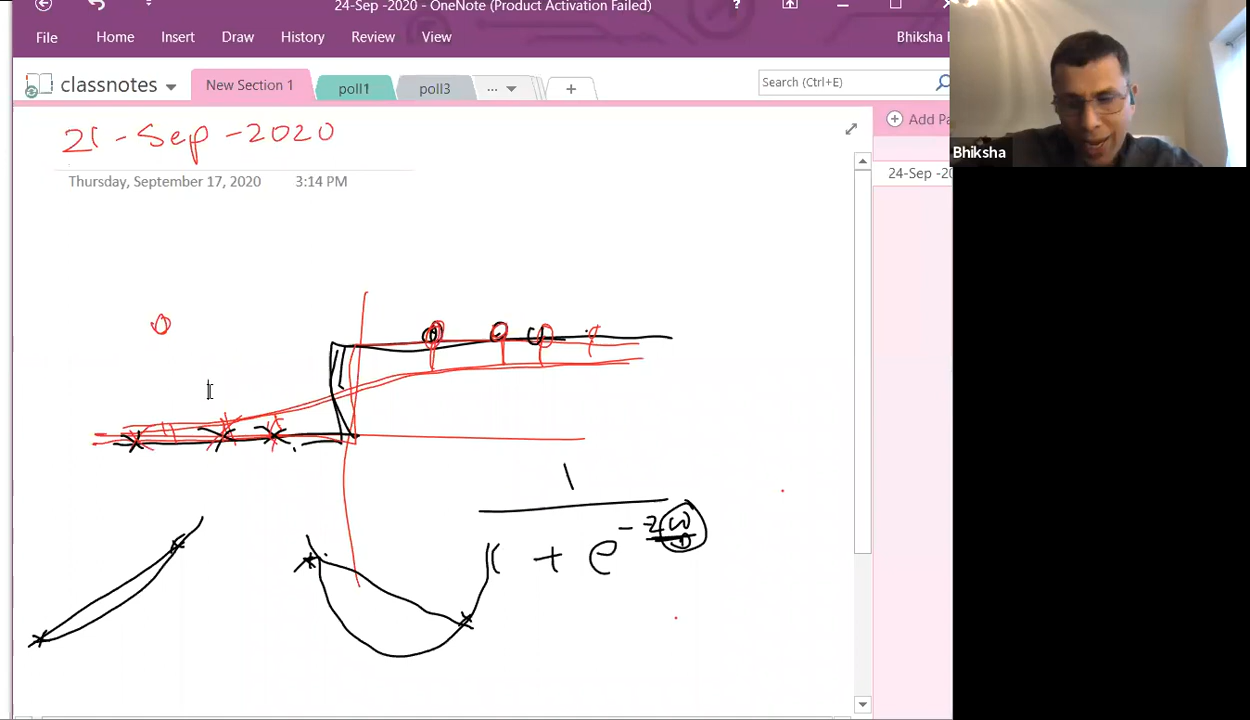 24-Sep -2020 - OneNote (Product Activation Failed)
?
File Home Insert Draw History Review View
Bhiksha
classnotes New Section 1 poll1 poll3 ... +
Search (Ctrl+E)
21 - Sep - 2020
Add Pa
Thursday, September 17, 2020 3:14 PM
24-Sep -20
Bhiksha
1
1 + e^-